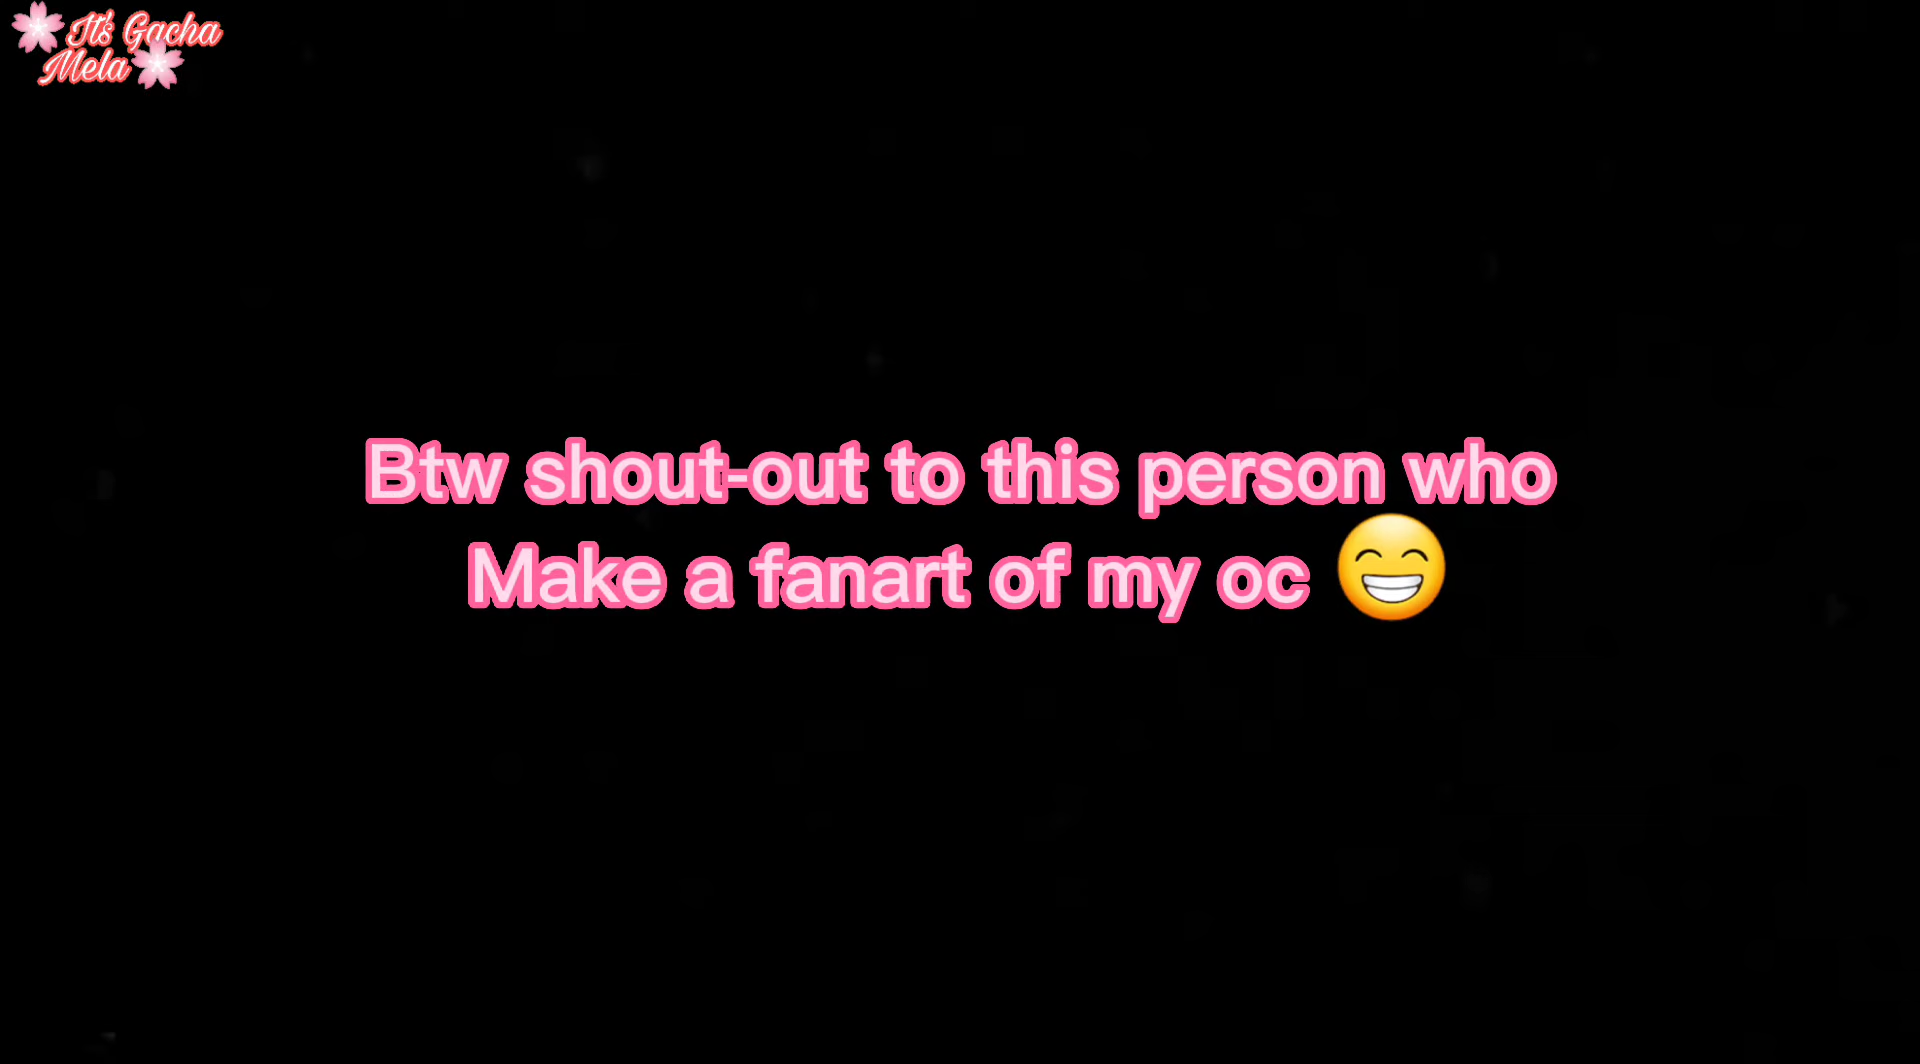 It's Gacha
Mela
Btw shout-out to this person who
Make a fanart of my oc 😁